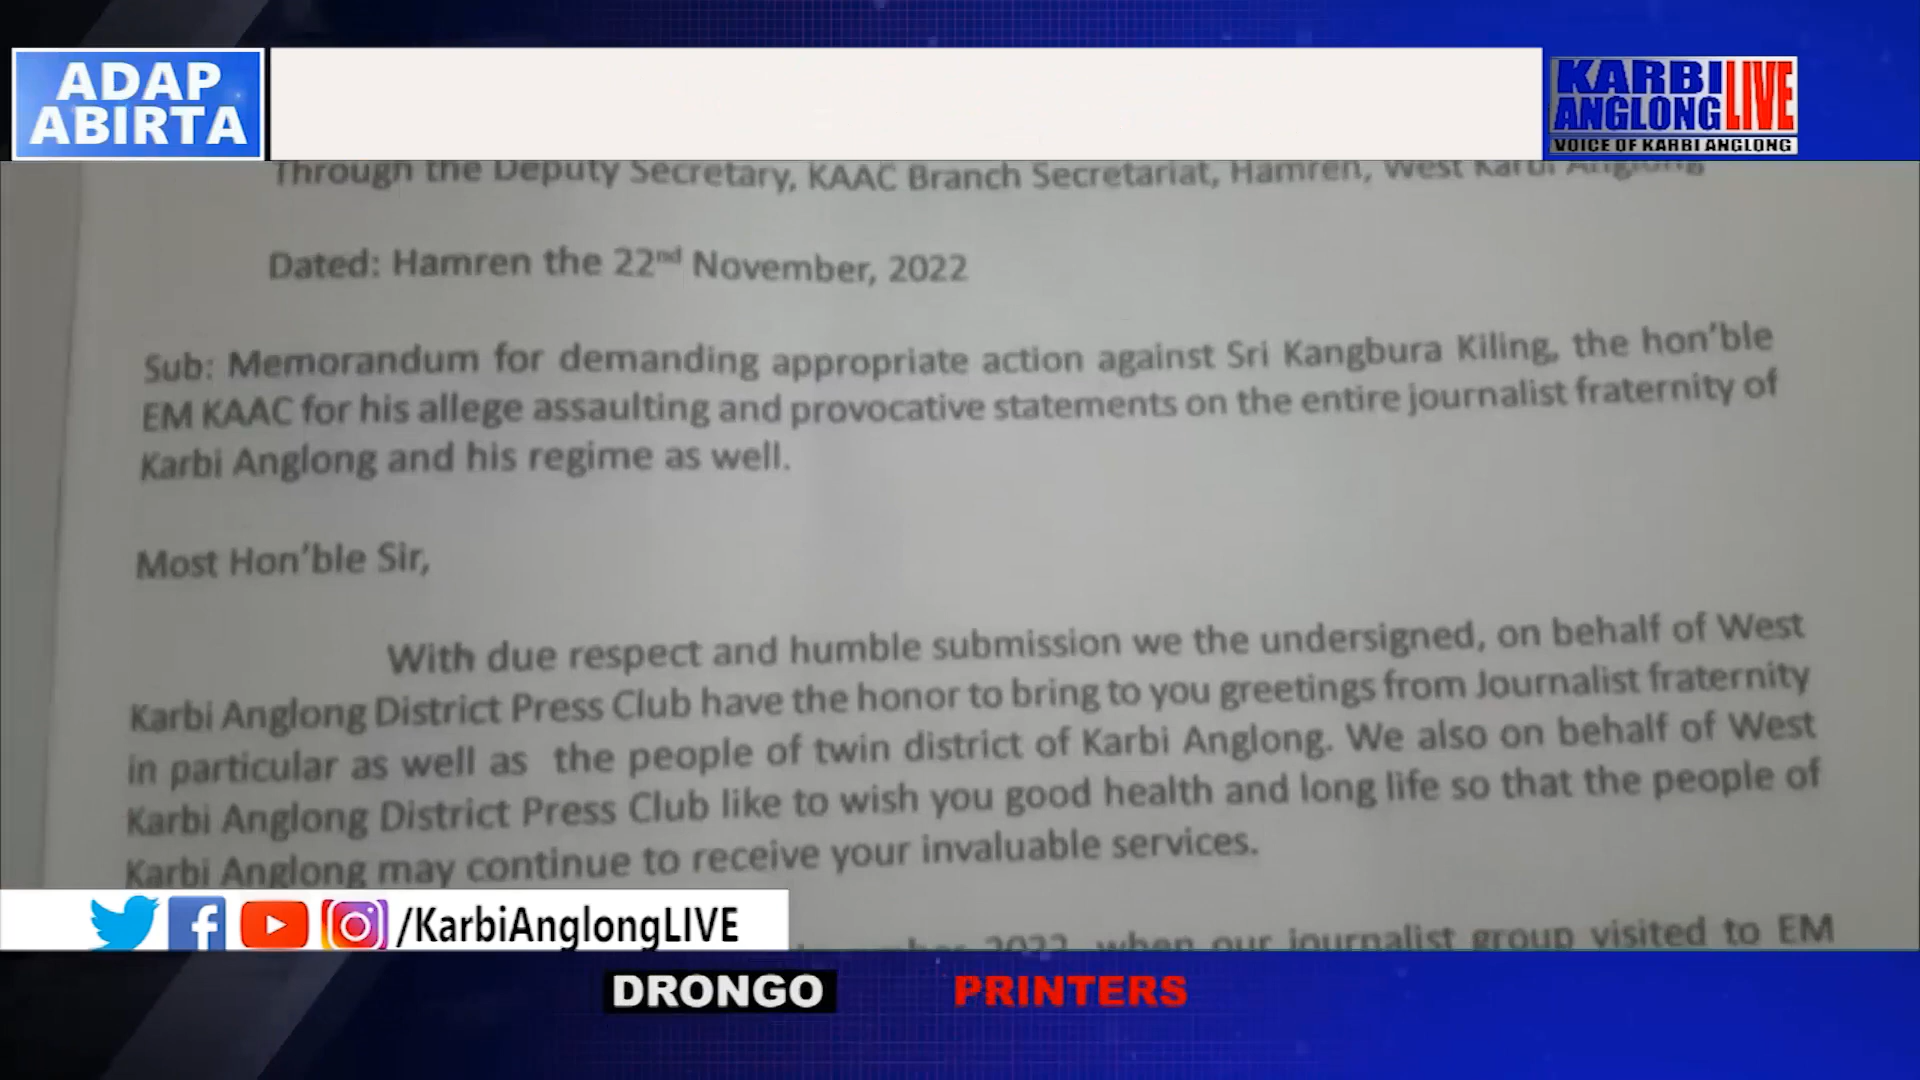 ADAP
ABIRTA
KARBI
ANGLONG
LIVE
VOICE OF KARBI ANGLONG
Through the Deputy Secretary, KAAC Branch Secretariat, Hamren, West Karbi Anglong
Dated: Hamren the 22nd November, 2022
Sub: Memorandum for demanding appropriate action against Sri Kangbura Kiling, the hon'ble
EM KAAC for his allege assaulting and provocative statements on the entire journalist fraternity of
Karbi Anglong and his regime as well.
Most Hon'ble Sir,
With due respect and humble submission we the undersigned, on behalf of West
Karbi Anglong District Press Club have the honor to bring to you greetings from Journalist fraternity
in particular as well as the people of twin district of Karbi Anglong. We also on behalf of West
Karbi Anglong District Press Club like to wish you good health and long life so that the people of
Karbi Anglong may continue to receive your invaluable services.
2022, when our journalist group visited to EM
/KarbiAnglongLIVE
DRONGO PRINTERS